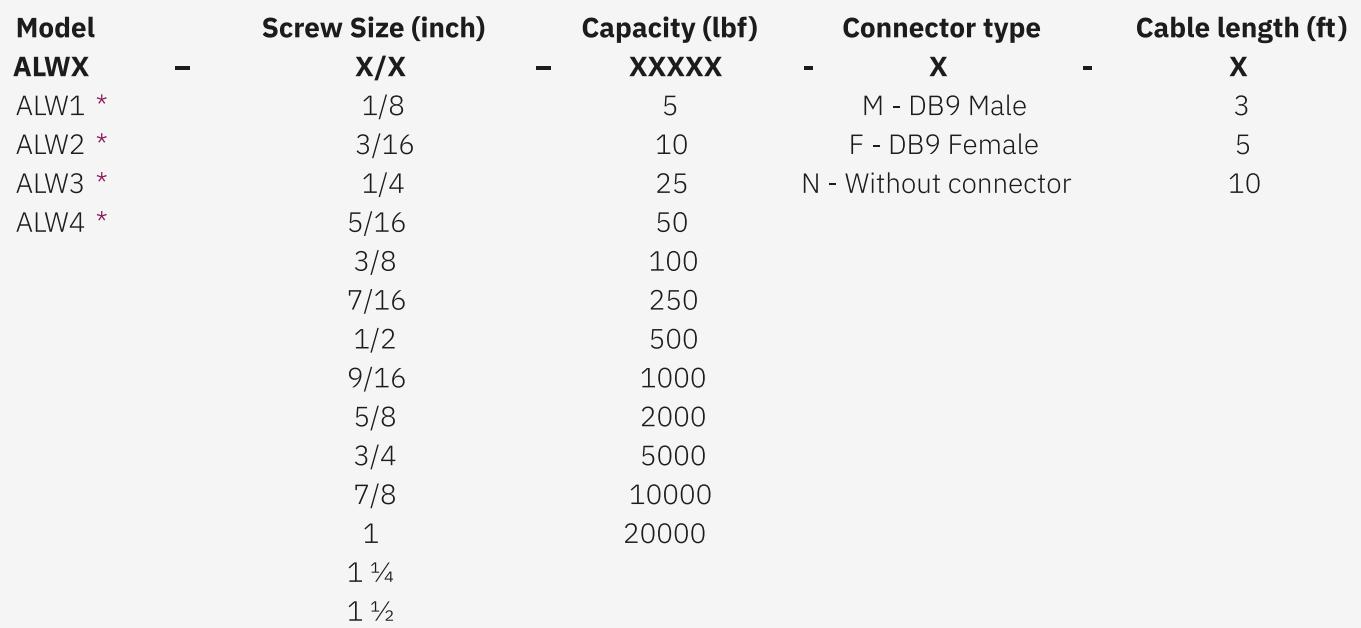 Model Screw Size (inch) Capacity (lbf) Connector type Cable length (ft)
ALWX – X/X – XXXXX - X - X
ALW1 * 1/8 5 M - DB9 Male 3
ALW2 * 3/16 10 F - DB9 Female 5
ALW3 * 1/4 25 N - Without connector 10
ALW4 * 5/16 50
3/8 100
7/16 250
1/2 500
9/16 1000
5/8 2000
3/4 5000
7/8 10000
1 20000
1 ¼
1 ½